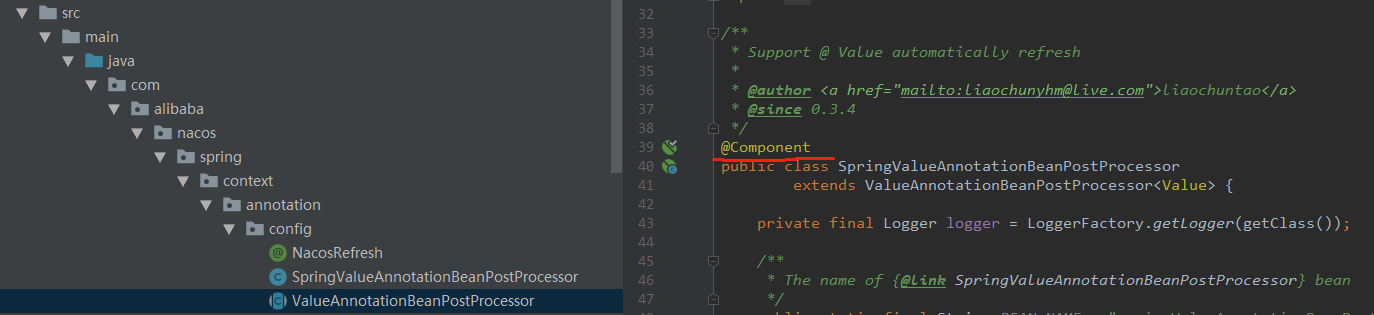 src
main
java
com
alibaba
nacos
spring
context
annotation
config
NacosRefresh
SpringValueAnnotationBeanPostProcessor
ValueAnnotationBeanPostProcessor
32
33 /**
34 * Support @ Value automatically refresh
35 *
36 * @author <a href="mailto:liaochunyhm@live.com">liaochuntao</a>
37 * @since 0.3.4
38 */
39 @Component
40 public class SpringValueAnnotationBeanPostProcessor
41 extends ValueAnnotationBeanPostProcessor<Value> {
42
43 private final Logger logger = LoggerFactory.getLogger(getClass());
44
45 /**
46 * The name of {@link SpringValueAnnotationBeanPostProcessor} bean
47 */